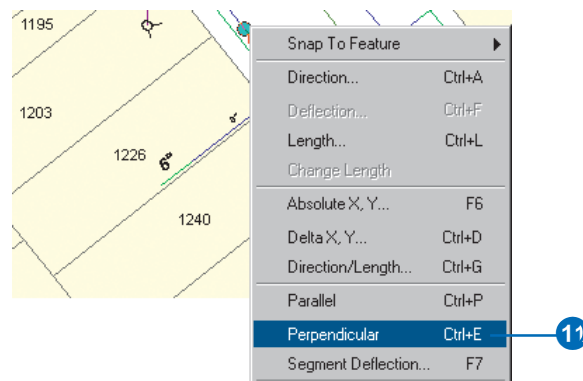 1195
1203
1226
6"
1240
Snap To Feature
Direction... Ctrl+A
Deflection... Ctrl+F
Length... Ctrl+L
Change Length
Absolute X, Y... F6
Delta X, Y... Ctrl+D
Direction/Length... Ctrl+G
Parallel Ctrl+P
Perpendicular Ctrl+E
11
Segment Deflection... F7